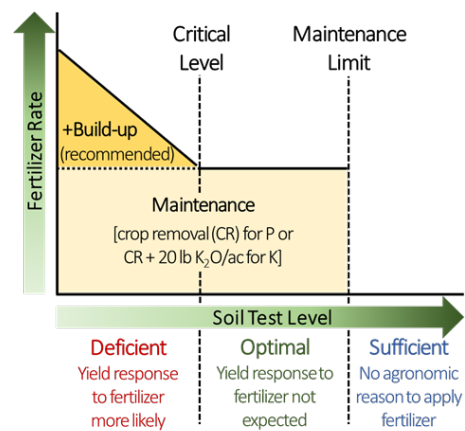 Critical
Level
Maintenance
Limit
Fertilizer Rate
+Build-up
(recommended)
Maintenance
[crop removal (CR) for P or
CR + 20 lb K₂O/ac for K]
Soil Test Level
Deficient
Yield response
to fertilizer
more likely
Optimal
Yield response to
fertilizer not
expected
Sufficient
No agronomic
reason to apply
fertilizer